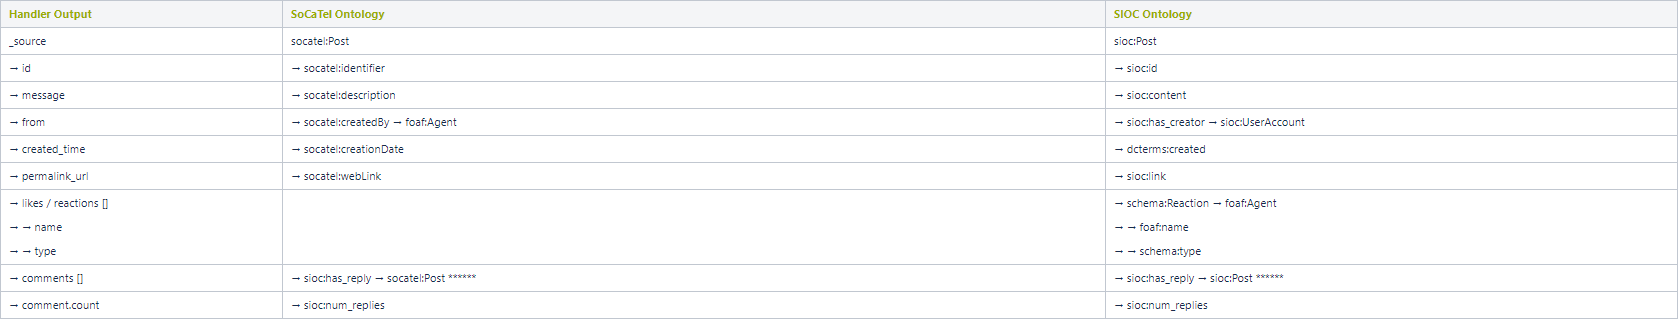 Handler Output SoCaTel Ontology SIOC Ontology
_source socatel:Post sioc:Post
→ id → socatel:identifier → sioc:id
→ message → socatel:description → sioc:content
→ from → socatel:createdBy → foaf:Agent → sioc:has_creator → sioc:UserAccount
→ created_time → socatel:creationDate → dcterms:created
→ permalink_url → socatel:webLink → sioc:link
→ likes / reactions [] → schema:Reaction → foaf:Agent
→ → name → → foaf:name
→ → type → → schema:type
→ comments [] → sioc:has_reply → socatel:Post ****** → sioc:has_reply → sioc:Post ******
→ comment.count → sioc:num_replies → sioc:num_replies